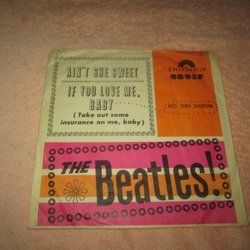 AIN'T SHE SWEET
IF YOU LOVE ME,
BABY
(Take out some
insurance on me, baby)
Polydor
MED TONY SHERIDAN
THE
Beatles!